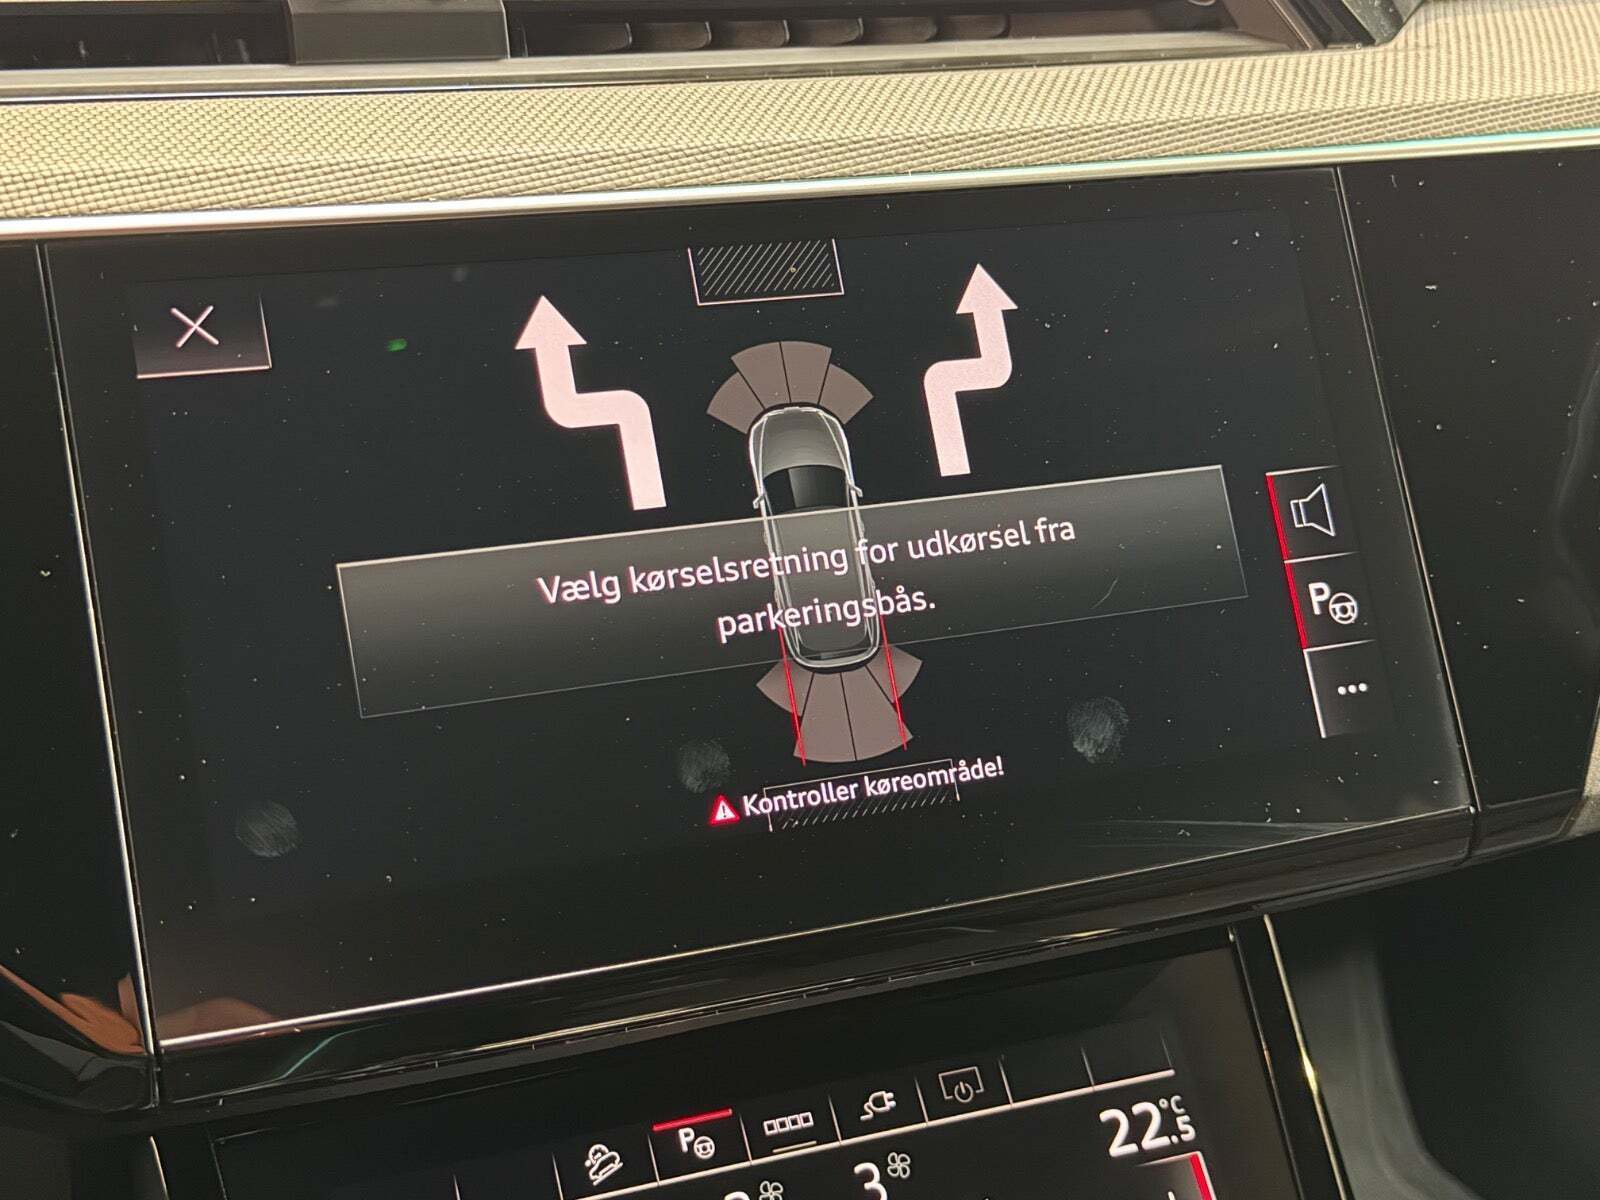 Vælg kørselsretning for udkørsel fra
parkeringsbås.
Kontroller køreområde!
P
P
22.5 °C
3